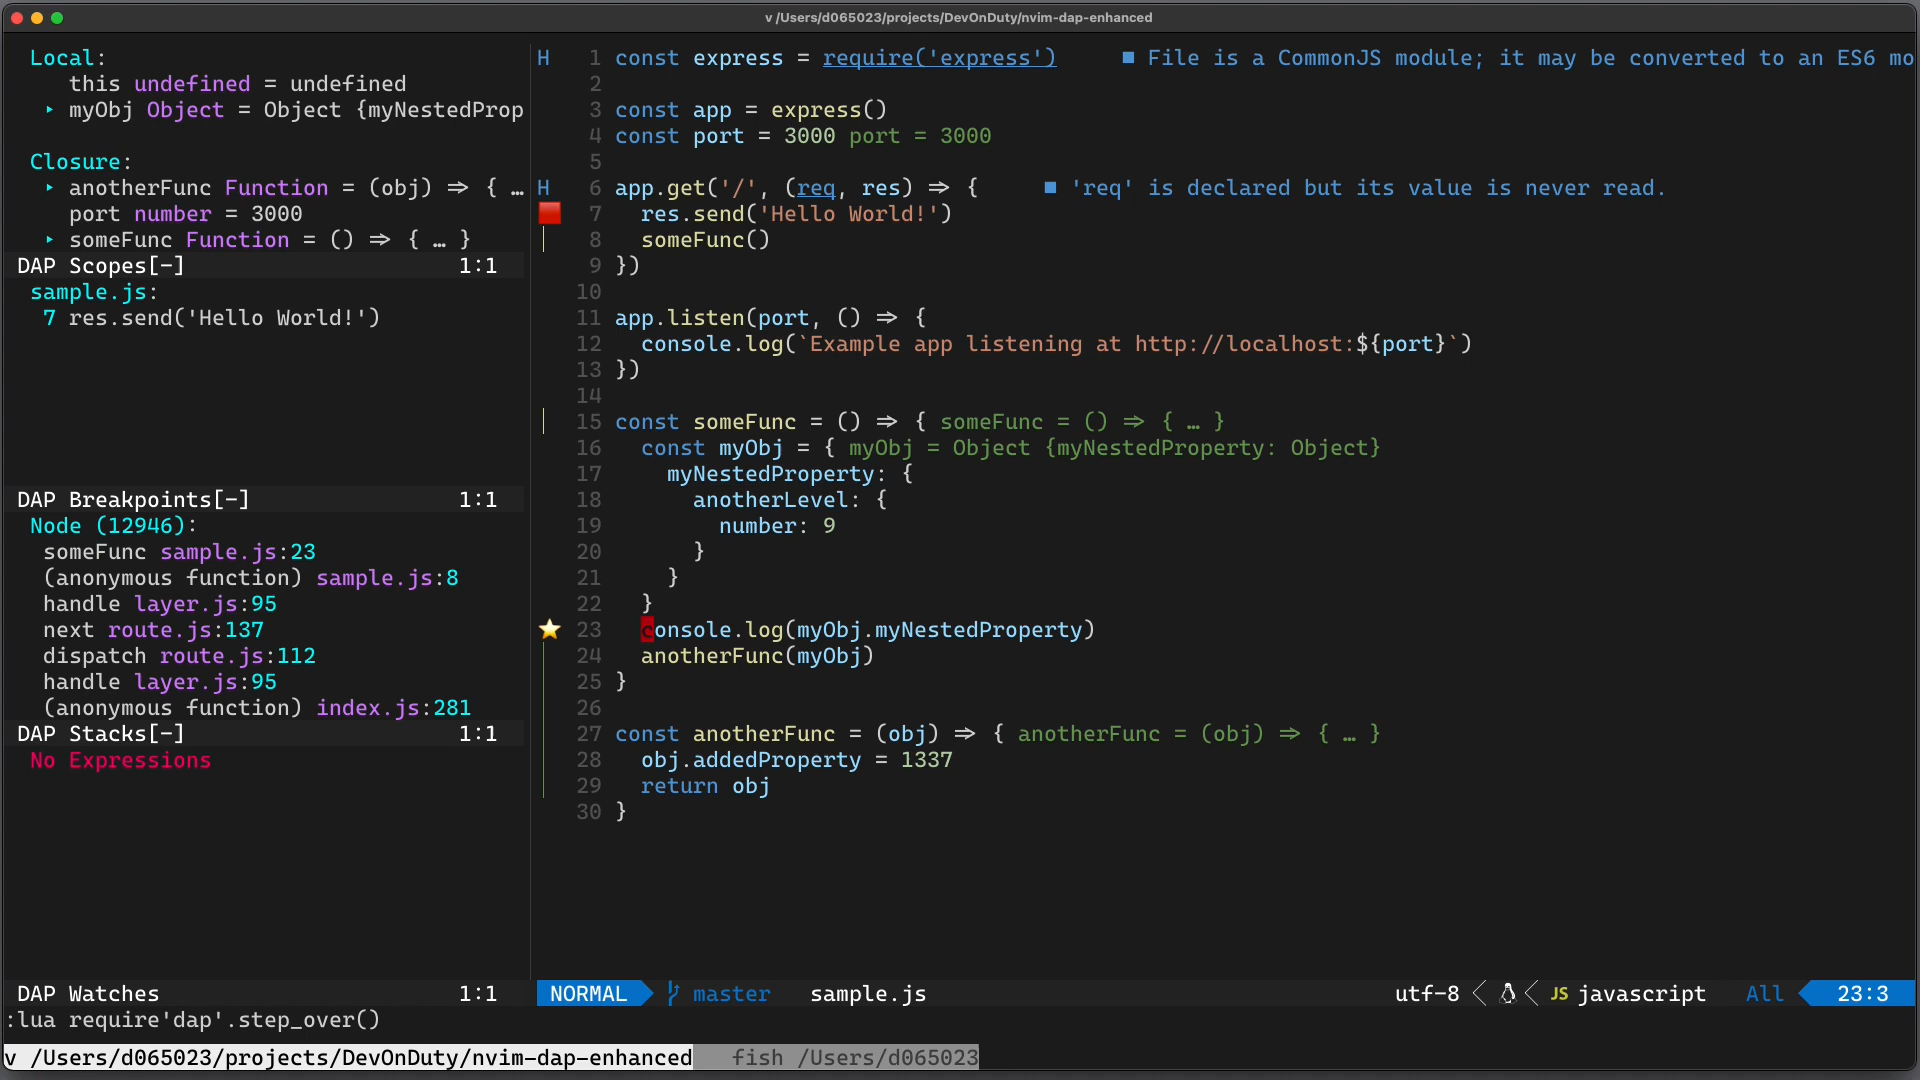 v /Users/d065023/projects/DevOnDuty/nvim-dap-enhanced
Local:
this undefined = undefined
▸ myObj Object = Object {myNestedProp
Closure:
▸ anotherFunc Function = (obj) => { …
port number = 3000
▸ someFunc Function = () => { … }
DAP Scopes[-] 1:1
sample.js:
7 res.send('Hello World!')
DAP Breakpoints[-] 1:1
Node (12946):
someFunc sample.js:23
(anonymous function) sample.js:8
handle layer.js:95
next route.js:137
dispatch route.js:112
handle layer.js:95
(anonymous function) index.js:281
DAP Stacks[-] 1:1
No Expressions
DAP Watches 1:1
H 1 const express = require('express') ■ File is a CommonJS module; it may be converted to an ES6 mo
2
3 const app = express()
4 const port = 3000 port = 3000
5
H 6 app.get('/', (req, res) => { ■ 'req' is declared but its value is never read.
7 res.send('Hello World!')
8 someFunc()
9 })
10
11 app.listen(port, () => {
12 console.log(`Example app listening at http://localhost:${port}`)
13 })
14
15 const someFunc = () => { someFunc = () => { … }
16 const myObj = { myObj = Object {myNestedProperty: Object}
17 myNestedProperty: {
18 anotherLevel: {
19 number: 9
20 }
21 }
22 }
23 console.log(myObj.myNestedProperty)
24 anotherFunc(myObj)
25 }
26
27 const anotherFunc = (obj) => { anotherFunc = (obj) => { … }
28 obj.addedProperty = 1337
29 return obj
30 }
NORMAL master sample.js utf-8 JS javascript All 23:3
:lua require'dap'.step_over()
v /Users/d065023/projects/DevOnDuty/nvim-dap-enhanced fish /Users/d065023